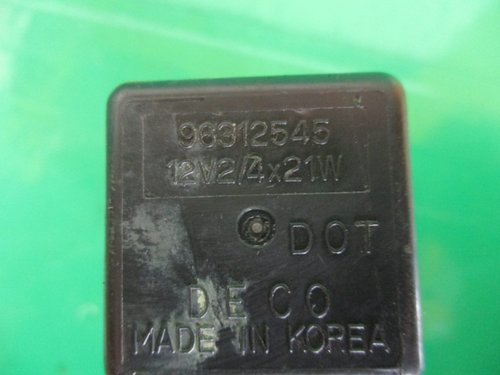 96312545
12V2/4x21W
DOT
DECO
MADE IN KOREA